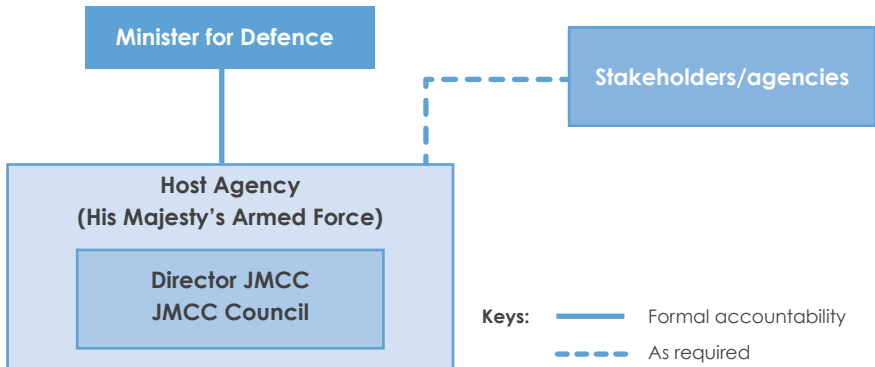 Minister for Defence
Stakeholders/agencies
Host Agency
(His Majesty’s Armed Force)
Director JMCC
JMCC Council
Keys:
Formal accountability
As required